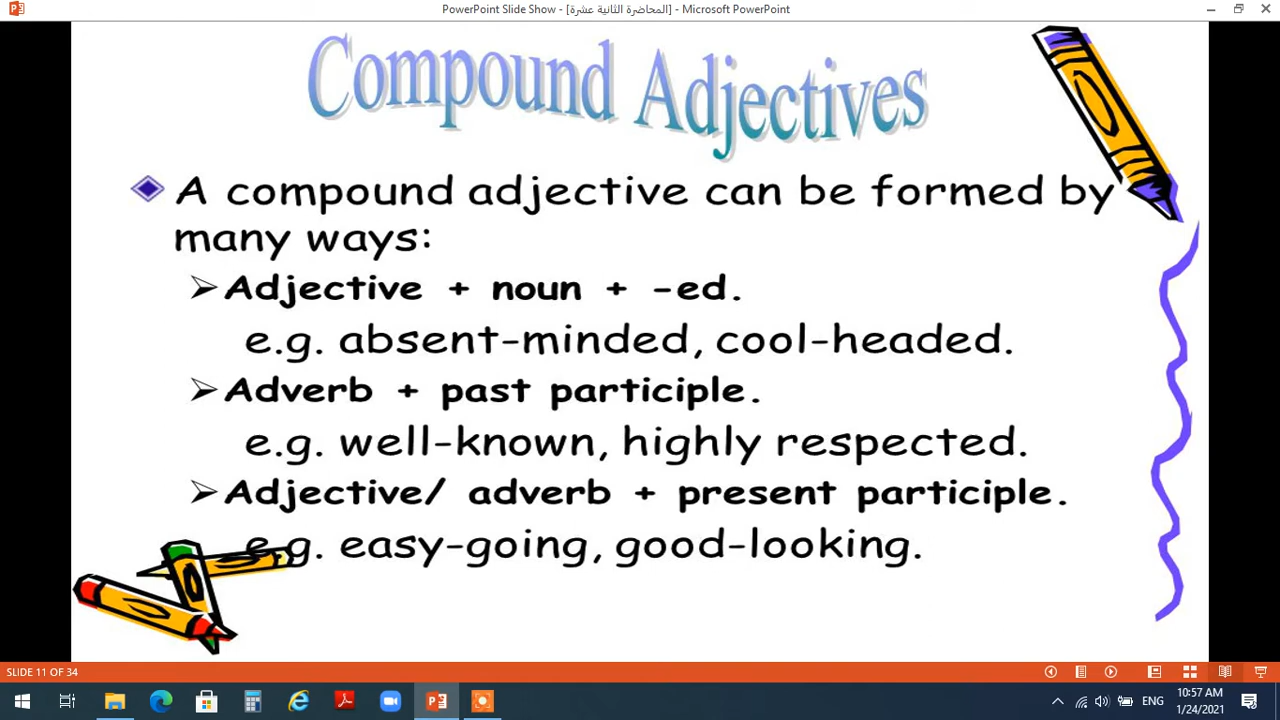 PowerPoint Slide Show - [المحاضرة الثانية عشرة] - Microsoft PowerPoint
Compound Adjectives
A compound adjective can be formed by
many ways:
Adjective + noun + -ed.
e.g. absent-minded, cool-headed.
Adverb + past participle.
e.g. well-known, highly respected.
Adjective/ adverb + present participle.
e.g. easy-going, good-looking.
SLIDE 11 OF 34
ENG
10:57 AM
1/24/2021